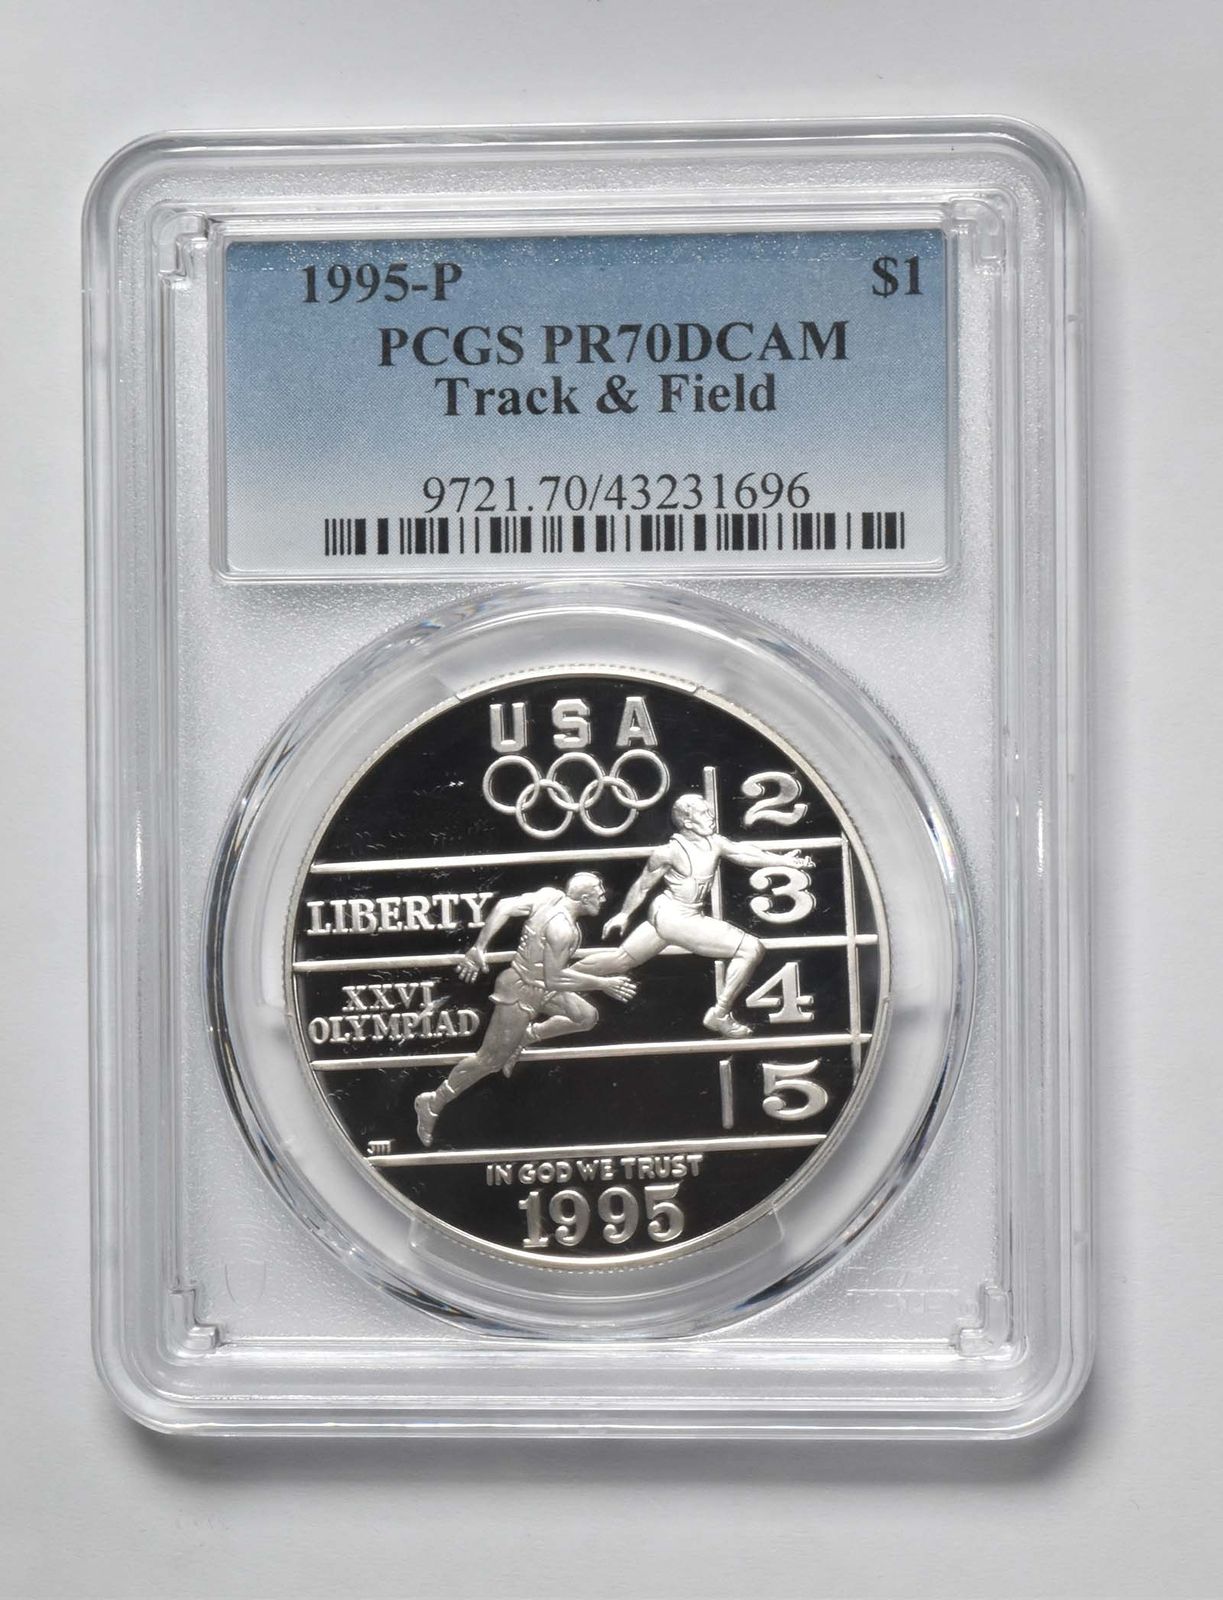 1995-P $1
PCGS PR70DCAM
Track & Field
9721.70/43231696
USA
2
3
LIBERTY
4
XXVI
OLYMPIAD
5
IN GOD WE TRUST
1995